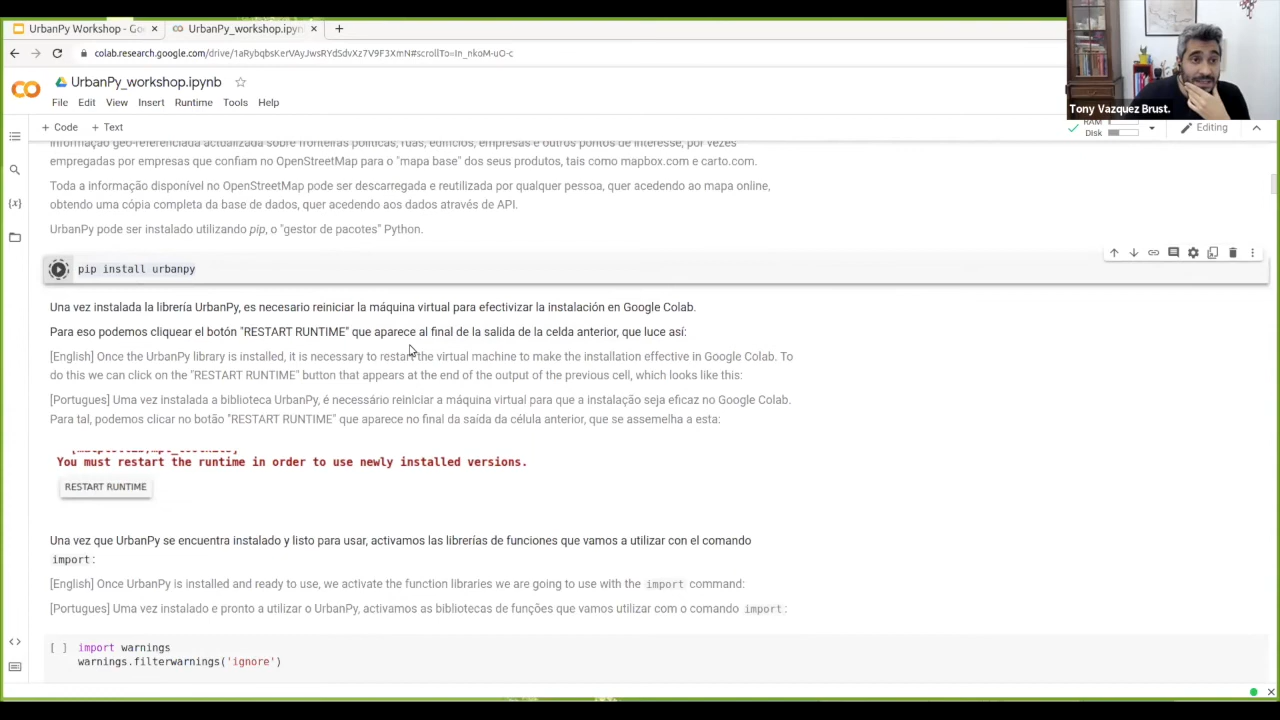 UrbanPy Workshop - Go
UrbanPy_workshop.ipyn
colab.research.google.com/drive/1aRybqbsKerVAyJwsRYdSdvXz7V9F3XmN#scrollTo=In_nkoM-uO-c
UrbanPy_workshop.ipynb
File Edit View Insert Runtime Tools Help
Tony Vazquez Brust.
+ Code + Text
RAM
Disk
Editing
informação geo-referenciada actualizada sobre fronteiras políticas, ruas, edifícios, empresas e outros pontos de interesse, por vezes
empregadas por empresas que confiam no OpenStreetMap para o "mapa base" dos seus produtos, tais como mapbox.com e carto.com.
Toda a informação disponível no OpenStreetMap pode ser descarregada e reutilizada por qualquer pessoa, quer acedendo ao mapa online,
obtendo uma cópia completa da base de dados, quer acedendo aos dados através de API.
UrbanPy pode ser instalado utilizando pip, o "gestor de pacotes" Python.
pip install urbanpy
Una vez instalada la librería UrbanPy, es necesario reiniciar la máquina virtual para efectivizar la instalación en Google Colab.
Para eso podemos cliquear el botón "RESTART RUNTIME" que aparece al final de la salida de la celda anterior, que luce así:
[English] Once the UrbanPy library is installed, it is necessary to restart the virtual machine to make the installation effective in Google Colab. To
do this we can click on the "RESTART RUNTIME" button that appears at the end of the output of the previous cell, which looks like this:
[Portugues] Uma vez instalada a biblioteca UrbanPy, é necessário reiniciar a máquina virtual para que a instalação seja eficaz no Google Colab.
Para tal, podemos clicar no botão "RESTART RUNTIME" que aparece no final da saída da célula anterior, que se assemelha a esta:
You must restart the runtime in order to use newly installed versions.
RESTART RUNTIME
Una vez que UrbanPy se encuentra instalado y listo para usar, activamos las librerías de funciones que vamos a utilizar con el comando
import:
[English] Once UrbanPy is installed and ready to use, we activate the function libraries we are going to use with the import command:
[Portugues] Uma vez instalado e pronto a utilizar o UrbanPy, activamos as bibliotecas de funções que vamos utilizar com o comando import:
[ ] import warnings
warnings.filterwarnings('ignore')